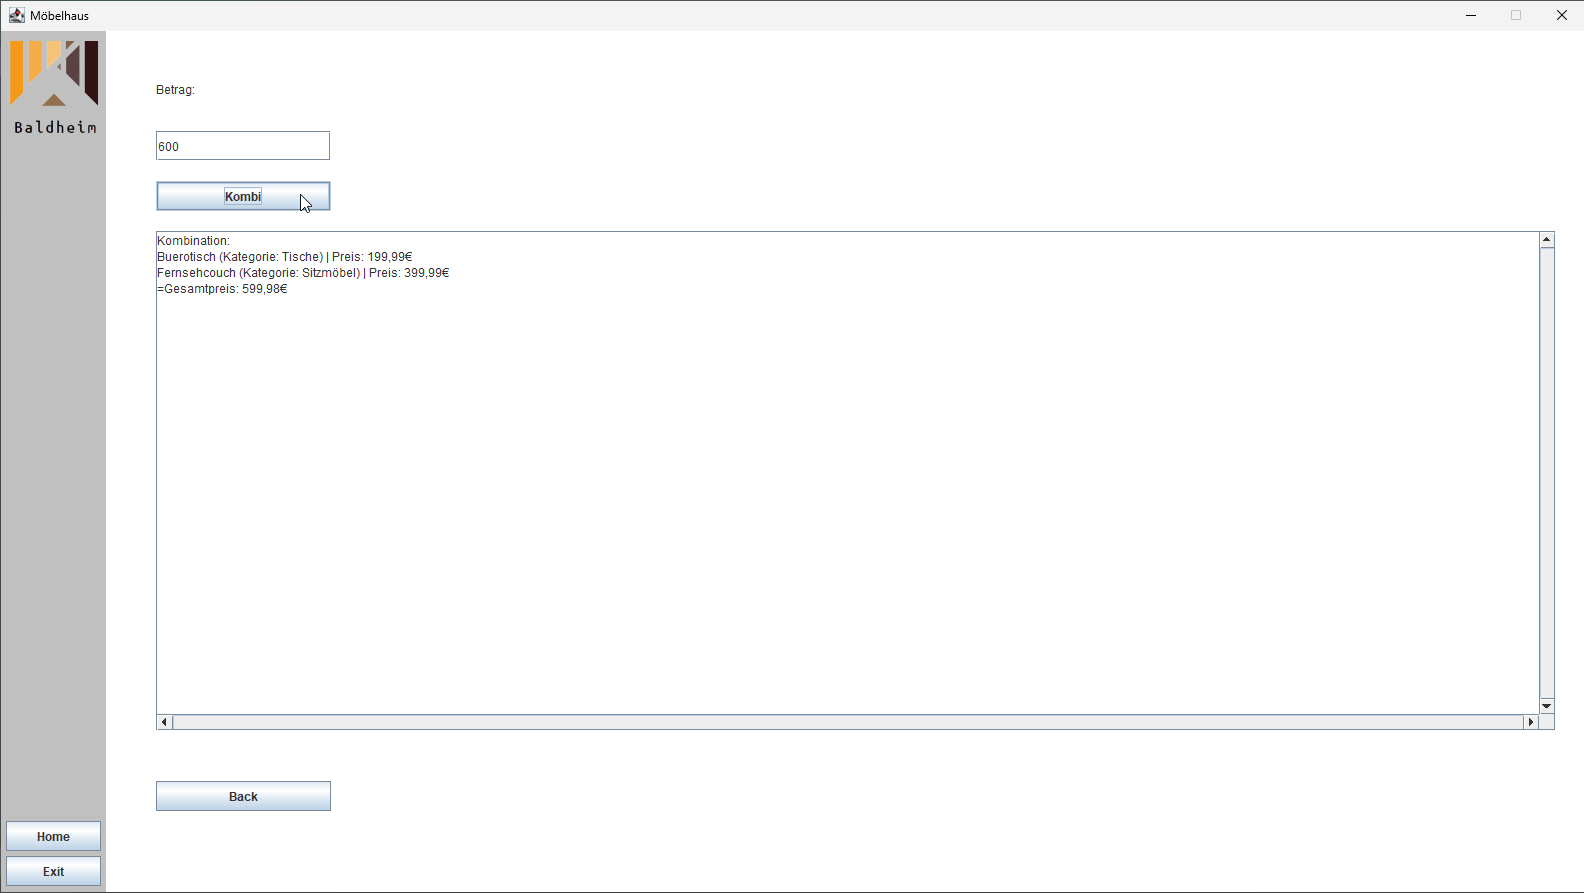 Möbelhaus
Baldheim
Betrag:
600
Kombi
Kombination:
Buerotisch (Kategorie: Tische) | Preis: 199,99€
Fernsehcouch (Kategorie: Sitzmöbel) | Preis: 399,99€
=Gesamtpreis: 599,98€
Back
Home
Exit